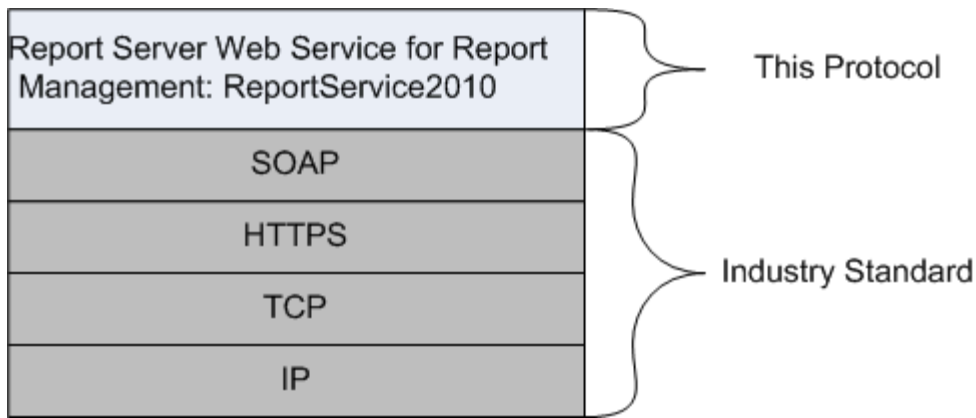 Report Server Web Service for Report
Management: ReportService2010
This Protocol
SOAP
HTTPS
TCP
IP
Industry Standard